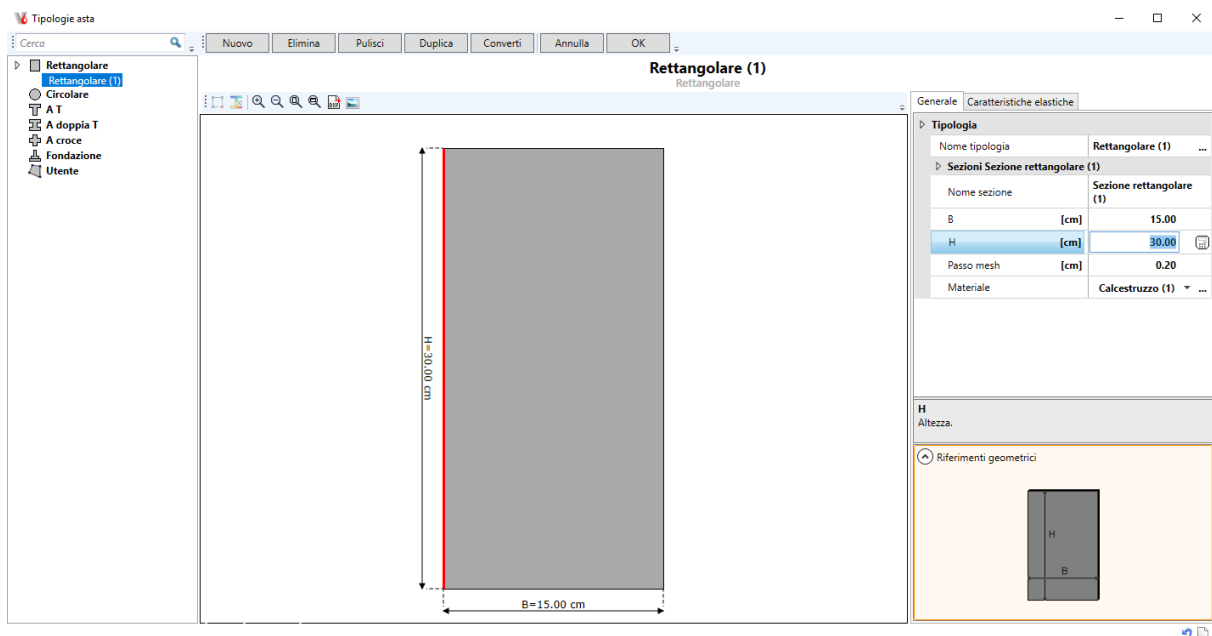 Tipologie asta
Cerca
Nuovo Elimina Pulisci Duplica Converti Annulla OK
Rettangolare
Rettangolare (1)
Circolare
A T
A doppia T
A croce
Fondazione
Utente
Rettangolare (1)
Rettangolare
H=30.00 cm
B=15.00 cm
Generale Caratteristiche elastiche
Tipologia
Nome tipologia Rettangolare (1) ...
Sezioni Sezione rettangolare (1)
Nome sezione Sezione rettangolare
(1)
B [cm] 15.00
H [cm] 30.00
Passo mesh [cm] 0.20
Materiale Calcestruzzo (1) ...
H
Altezza.
Riferimenti geometrici
H
B